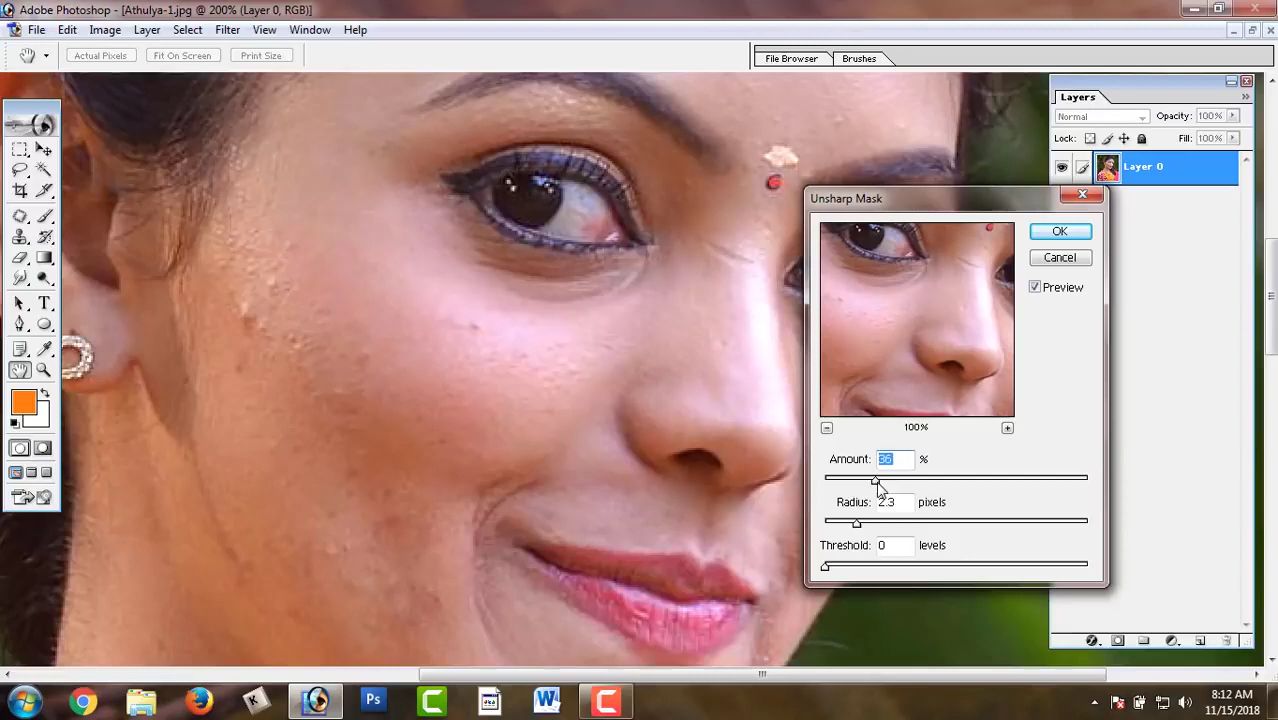 Adobe Photoshop - [Athulya-1.jpg @ 200% (Layer 0, RGB)]
File Edit Image Layer Select Filter View Window Help
Actual Pixels Fit On Screen Print Size File Browser Brushes
Layers
Normal Opacity: 100%
Lock: Fill: 100%
Layer 0
Unsharp Mask
OK
Cancel
Preview
100%
Amount: 36 %
Radius: 2.3 pixels
Threshold: 0 levels
T
K Ps C W C
8:12 AM
11/15/2018